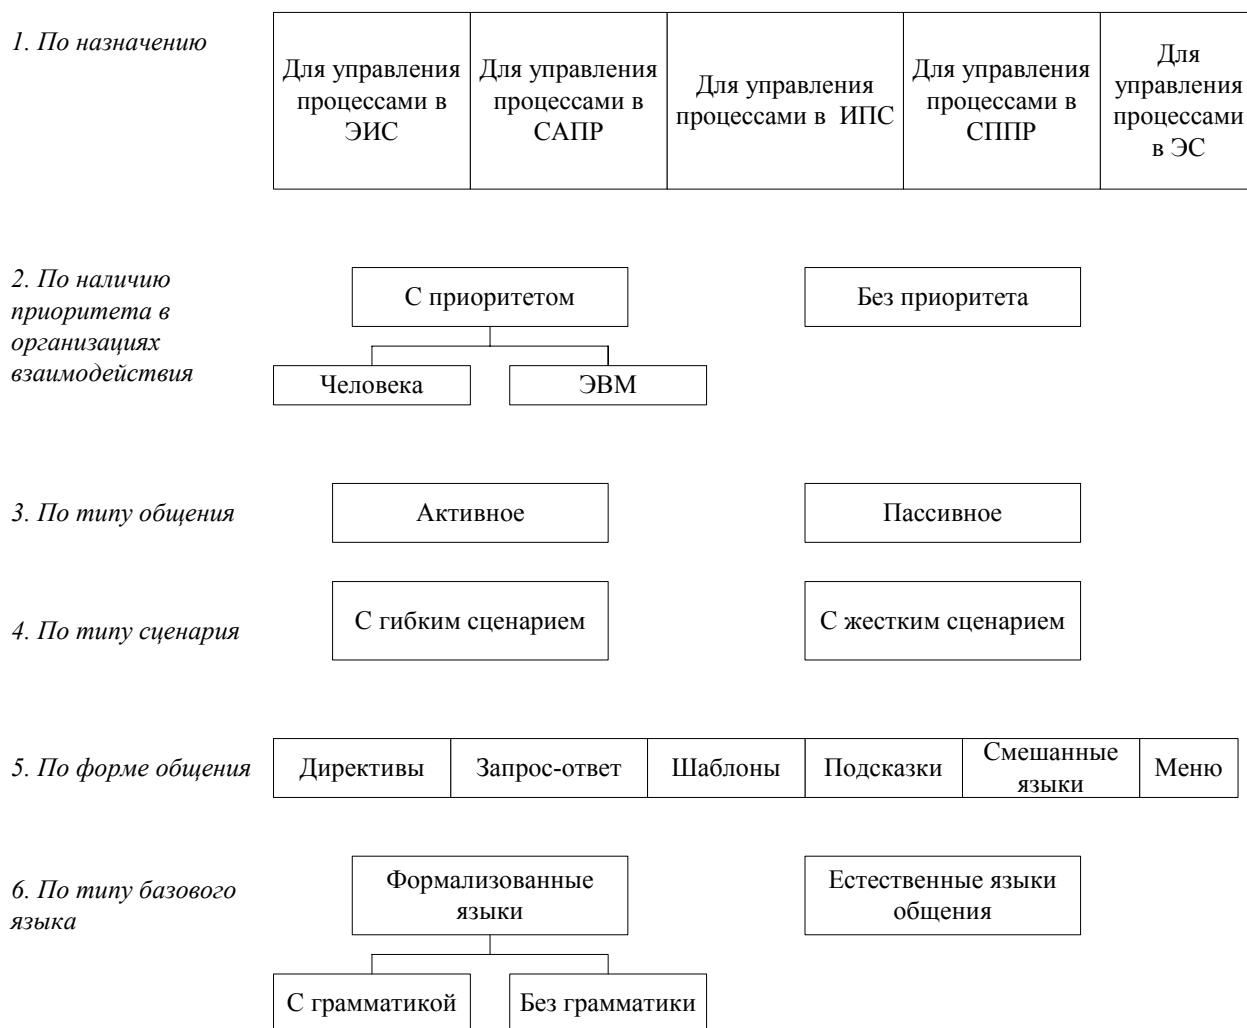 1. По назначению
Для управления
процессами в
ЭИС
Для управления
процессами в
САПР
Для управления
процессами в ИПС
Для управления
процессами в
СППР
Для
управления
процессами
в ЭС
2. По наличию
приоритета в
организациях
взаимодействия
С приоритетом
Без приоритета
Человека
ЭВМ
3. По типу общения
Активное
Пассивное
4. По типу сценария
С гибким сценарием
С жестким сценарием
5. По форме общения
Директивы
Запрос-ответ
Шаблоны
Подсказки
Смешанные
языки
Меню
6. По типу базового
языка
Формализованные
языки
Естественные языки
общения
С грамматикой
Без грамматики